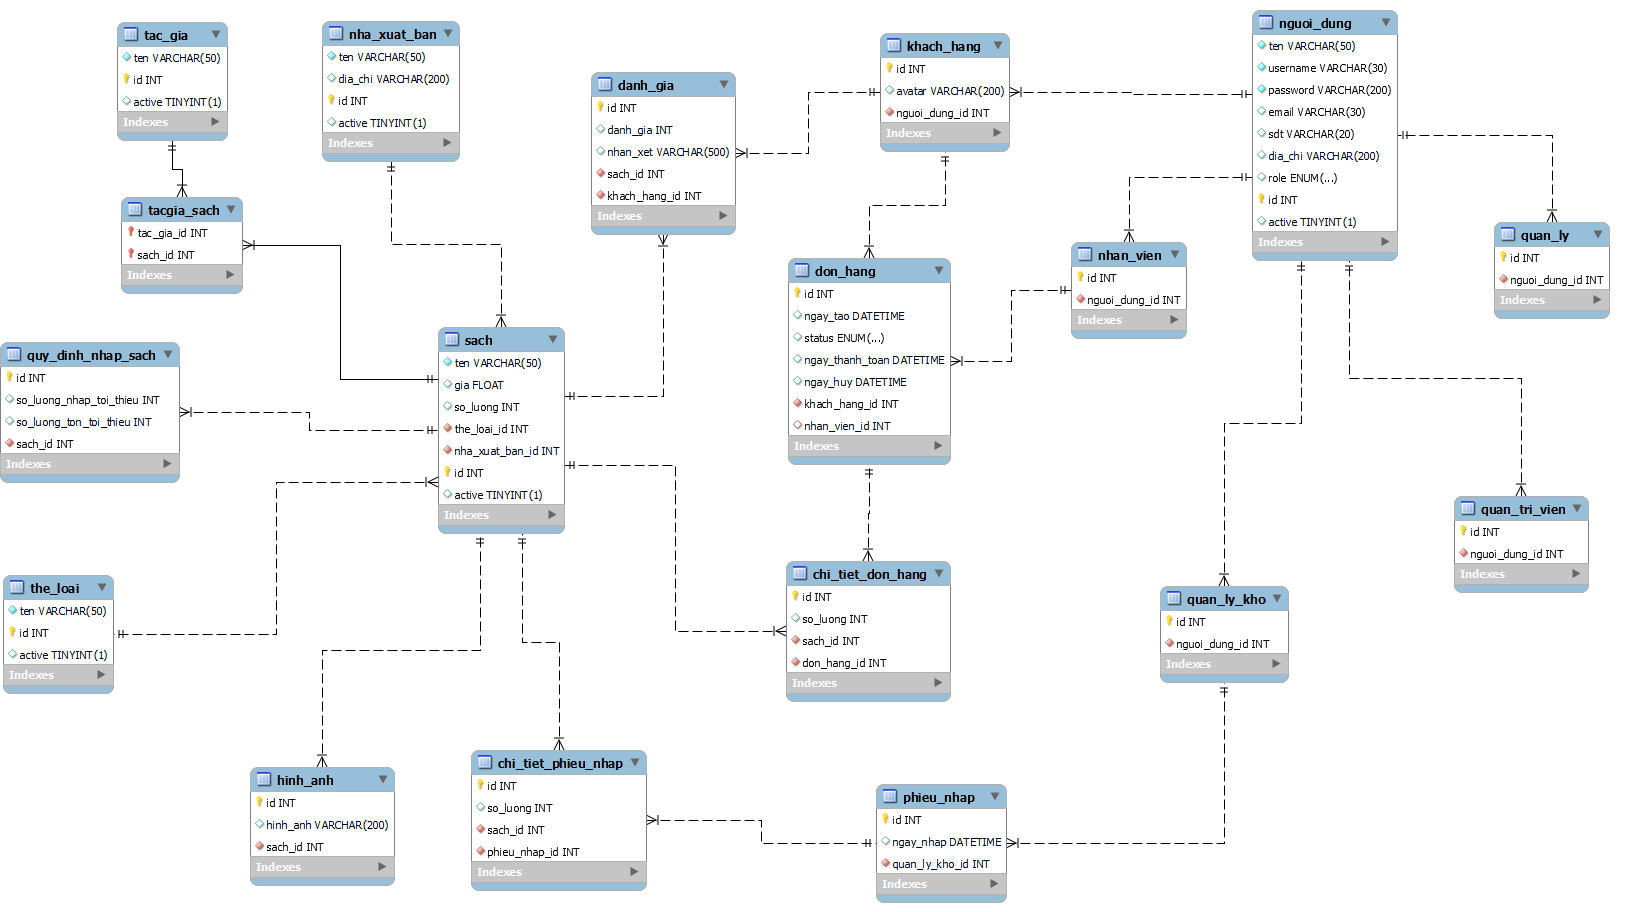 tac_gia
ten VARCHAR(50)
id INT
active TINYINT(1)
Indexes
nha_xuat_ban
ten VARCHAR(50)
dia_chi VARCHAR(200)
id INT
active TINYINT(1)
Indexes
danh_gia
id INT
danh_gia INT
nhan_xet VARCHAR(500)
sach_id INT
khach_hang_id INT
Indexes
khach_hang
id INT
avatar VARCHAR(200)
nguoi_dung_id INT
Indexes
nguoi_dung
ten VARCHAR(50)
username VARCHAR(30)
password VARCHAR(200)
email VARCHAR(30)
sdt VARCHAR(20)
dia_chi VARCHAR(200)
role ENUM(...)
id INT
active TINYINT(1)
Indexes
tacgia_sach
tac_gia_id INT
sach_id INT
Indexes
quan_ly
id INT
nguoi_dung_id INT
Indexes
nhan_vien
id INT
nguoi_dung_id INT
Indexes
don_hang
id INT
ngay_tao DATETIME
status ENUM(...)
ngay_thanh_toan DATETIME
ngay_huy DATETIME
khach_hang_id INT
nhan_vien_id INT
Indexes
sach
ten VARCHAR(50)
gia FLOAT
so_luong INT
the_loai_id INT
nha_xuat_ban_id INT
id INT
active TINYINT(1)
Indexes
quy_dinh_nhap_sach
id INT
so_luong_nhap_toi_thieu INT
so_luong_ton_toi_thieu INT
sach_id INT
Indexes
quan_tri_vien
id INT
nguoi_dung_id INT
Indexes
the_loai
ten VARCHAR(50)
id INT
active TINYINT(1)
Indexes
chi_tiet_don_hang
id INT
so_luong INT
sach_id INT
don_hang_id INT
Indexes
quan_ly_kho
id INT
nguoi_dung_id INT
Indexes
hinh_anh
id INT
hinh_anh VARCHAR(200)
sach_id INT
Indexes
chi_tiet_phieu_nhap
id INT
so_luong INT
sach_id INT
phieu_nhap_id INT
Indexes
phieu_nhap
id INT
ngay_nhap DATETIME
quan_ly_kho_id INT
Indexes